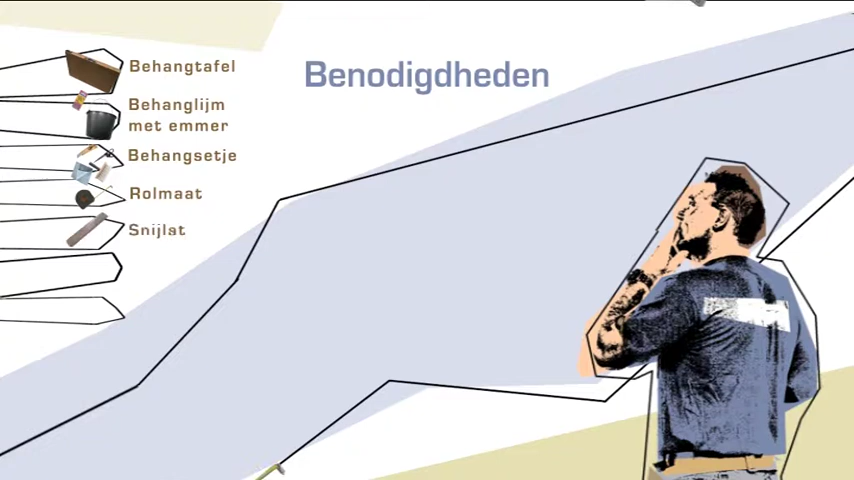 Benodigdheden
Behangtafel
Behanglijm
met emmer
Behangsetje
Rolmaat
Snijlat